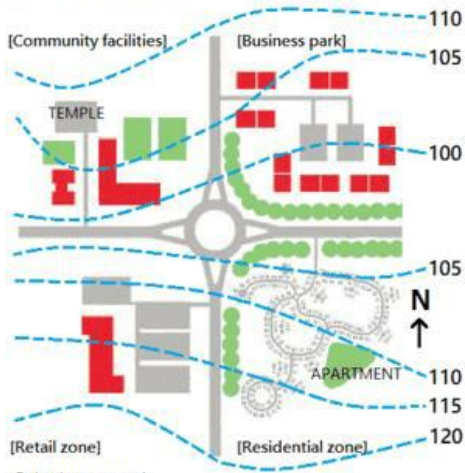 110
[Community facilities]
[Business park]
105
TEMPLE
100
105
N
APARTMENT
110
115
[Retail zone]
[Residential zone]
120